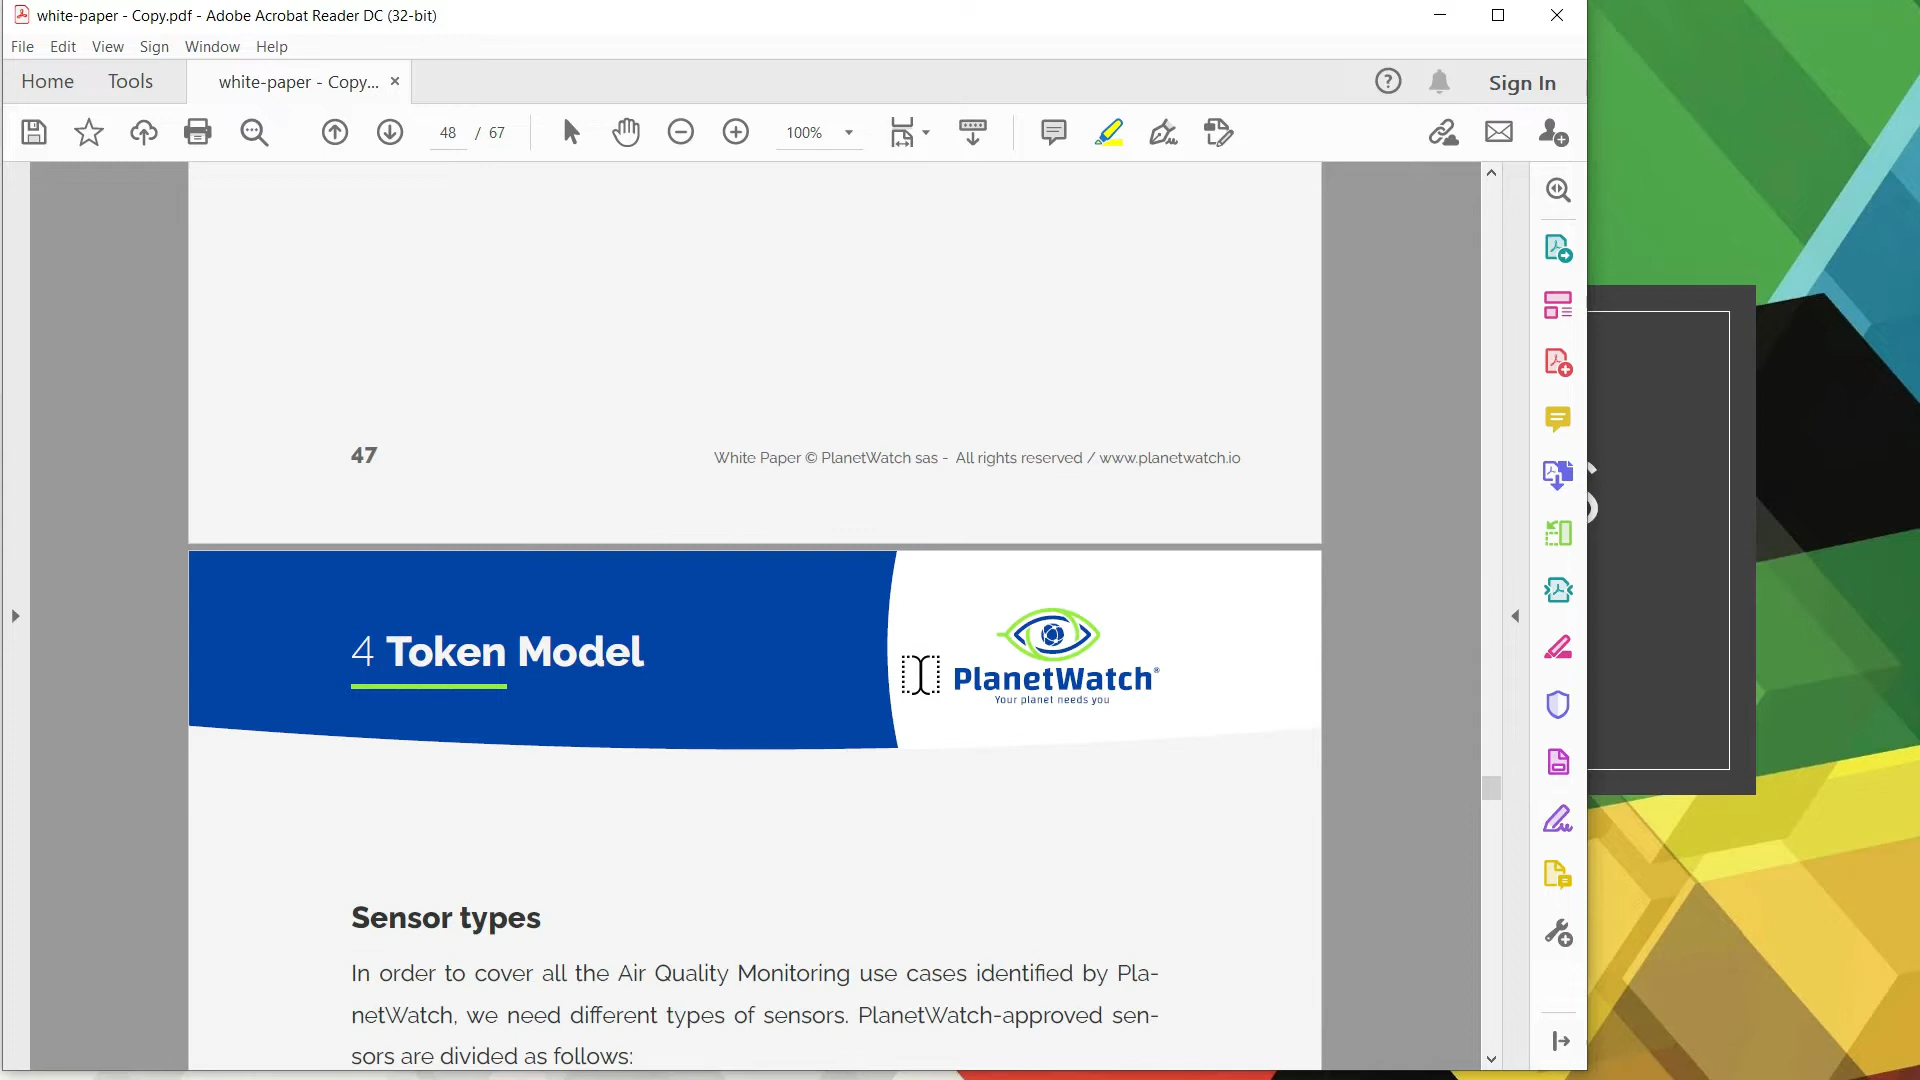 white-paper - Copy.pdf - Adobe Acrobat Reader DC (32-bit)
File Edit View Sign Window Help
Home Tools white-paper - Copy... × Sign In
48 / 67 100%
47 White Paper © PlanetWatch sas - All rights reserved / www.planetwatch.io
4 Token Model
PlanetWatch®
Your planet needs you
Sensor types
In order to cover all the Air Quality Monitoring use cases identified by Pla-
netWatch, we need different types of sensors. PlanetWatch-approved sen-
sors are divided as follows: